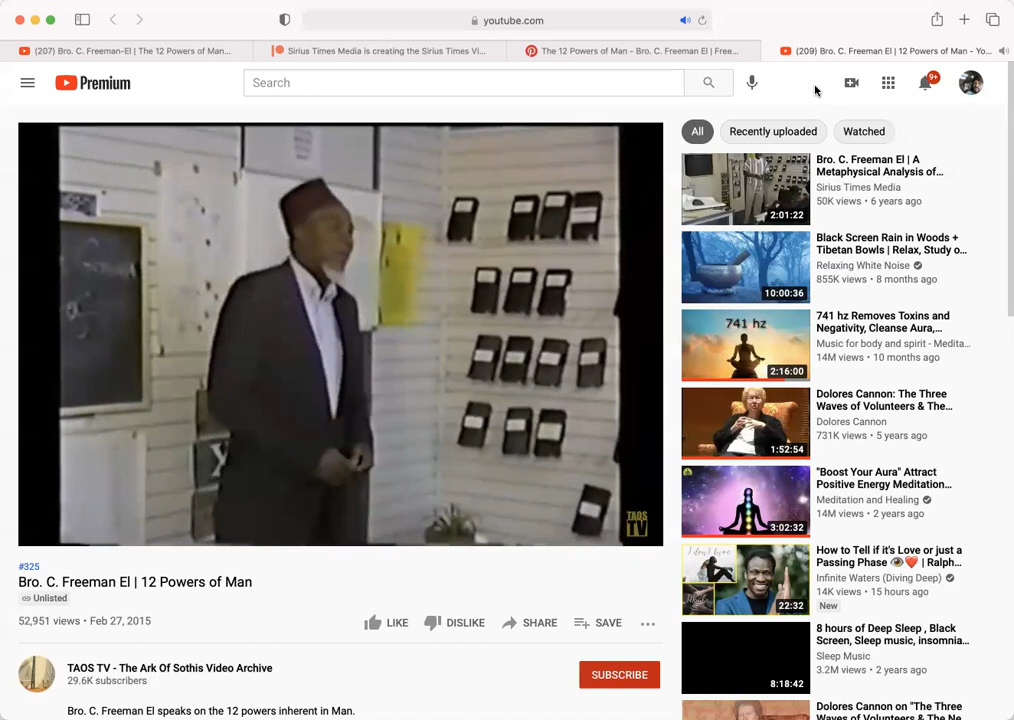 youtube.com
(207) Bro. C. Freeman-El | The 12 Powers of Man...
Sirius Times Media is creating the Sirius Times Vi...
The 12 Powers of Man - Bro. C. Freeman El | Free...
(209) Bro. C. Freeman El | 12 Powers of Man - Yo...
Premium
Search
9+
All
Recently uploaded
Watched
Bro. C. Freeman El | A
Metaphysical Analysis of...
Sirius Times Media
50K views • 6 years ago
2:01:22
Black Screen Rain in Woods +
Tibetan Bowls | Relax, Study o...
Relaxing White Noise
855K views • 8 months ago
10:00:36
741 hz
2:16:00
741 hz Removes Toxins and
Negativity, Cleanse Aura,...
Music for body and spirit - Medita...
14M views • 10 months ago
Dolores Cannon: The Three
Waves of Volunteers & The...
Dolores Cannon
731K views • 5 years ago
1:52:54
"Boost Your Aura" Attract
Positive Energy Meditation...
Meditation and Healing
14M views • 2 years ago
3:02:32
How to Tell if it's Love or just a
Passing Phase 👁️❤️ | Ralph...
Infinite Waters (Diving Deep)
14K views • 15 hours ago
New
22:32
8 hours of Deep Sleep , Black
Screen, Sleep music, insomnia...
Sleep Music
3.2M views • 2 years ago
8:18:42
Dolores Cannon on "The Three
Waves of Volunteers & The Ne
TAOS
TV
#325
Bro. C. Freeman El | 12 Powers of Man
Unlisted
52,951 views • Feb 27, 2015
LIKE
DISLIKE
SHARE
SAVE
TAOS TV - The Ark Of Sothis Video Archive
29.6K subscribers
SUBSCRIBE
Bro. C. Freeman El speaks on the 12 powers inherent in Man.